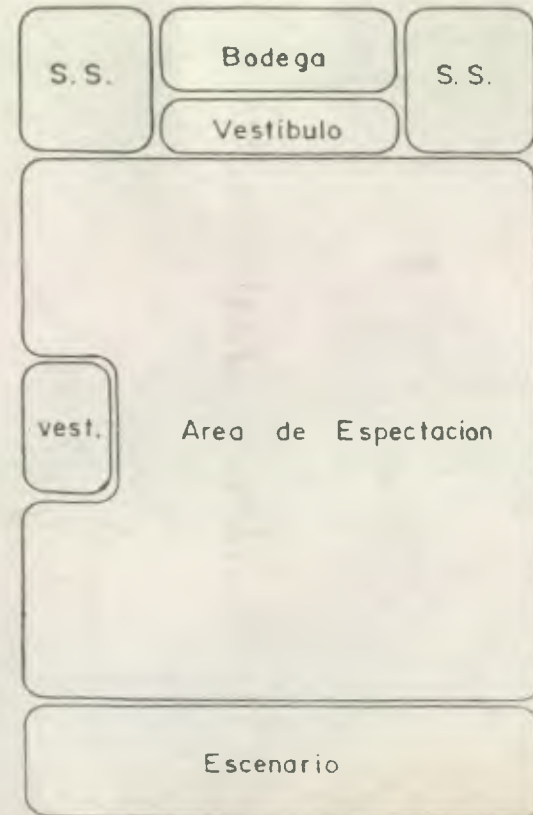 S. S.
Bodega
S. S.
Vestibulo
vest.
Area de Espectacion
Escenario